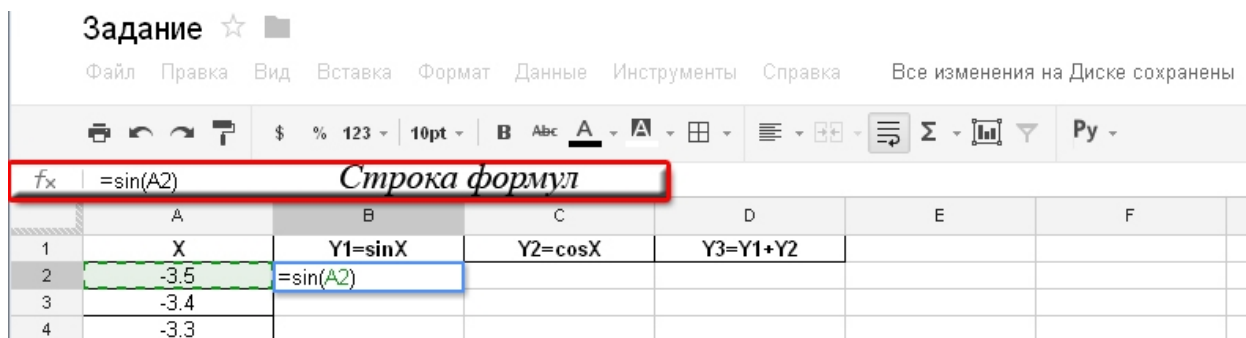 Задание
Файл Правка Вид Вставка Формат Данные Инструменты Справка Все изменения на Диске сохранены
$ % 123 10pt B Abc A A Σ Ру
fx =sin(A2) Строка формул
A B C D E F
1 X Y1=sinX Y2=cosX Y3=Y1+Y2
2 -3.5 =sin(A2)
3 -3.4
4 -3.3